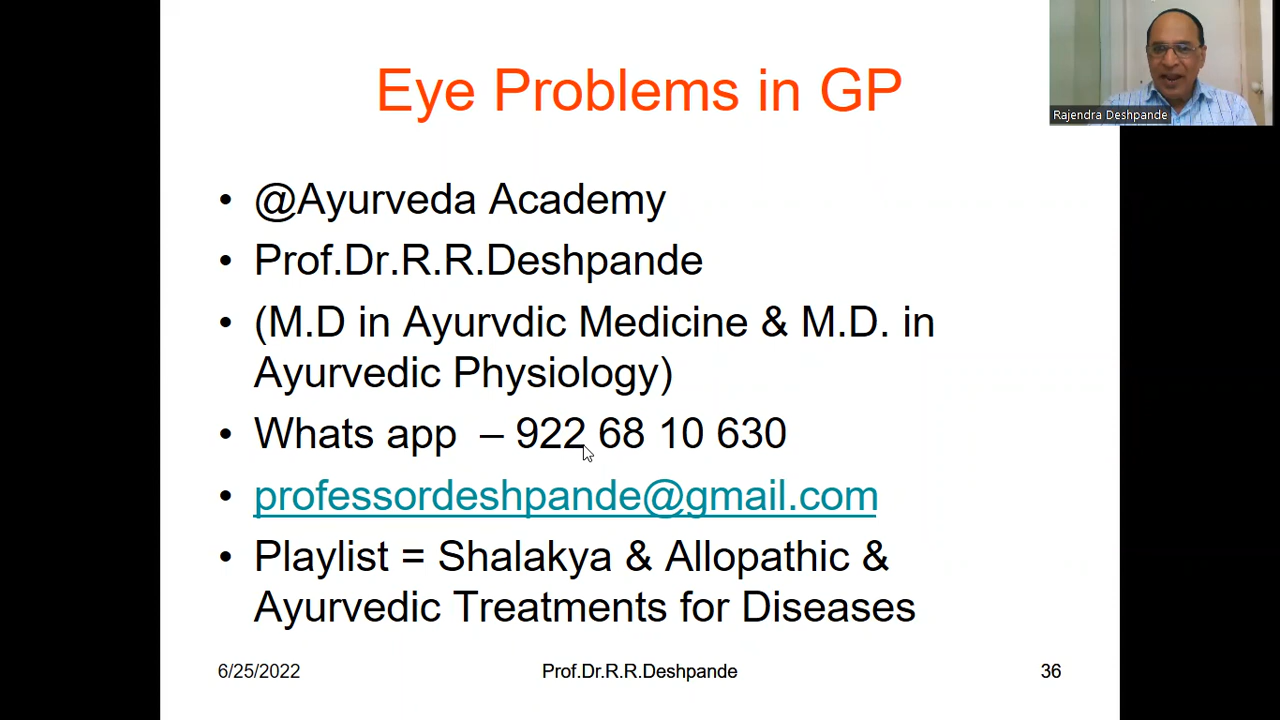 Eye Problems in GP
Rajendra Deshpande
• @Ayurveda Academy
• Prof.Dr.R.R.Deshpande
• (M.D in Ayurvdic Medicine & M.D. in
Ayurvedic Physiology)
• Whats app – 922 68 10 630
• professordeshpande@gmail.com
• Playlist = Shalakya & Allopathic &
Ayurvedic Treatments for Diseases
6/25/2022 Prof.Dr.R.R.Deshpande 36